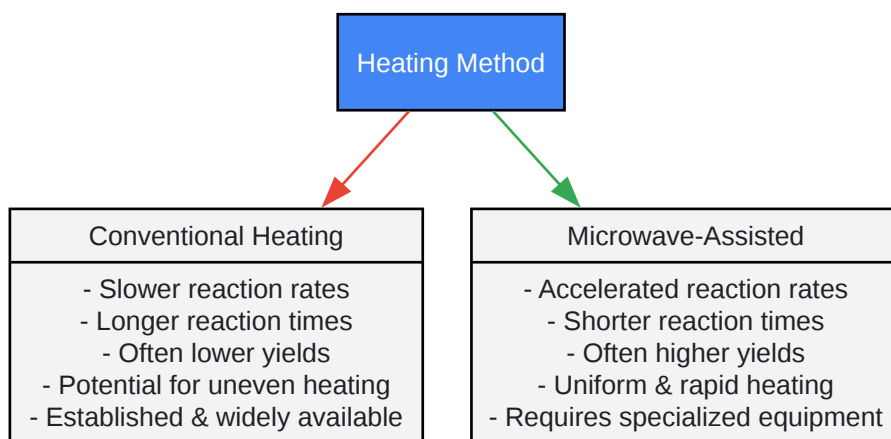 Heating Method
Conventional Heating
- Slower reaction rates
- Longer reaction times
- Often lower yields
- Potential for uneven heating
- Established & widely available
Microwave-Assisted
- Accelerated reaction rates
- Shorter reaction times
- Often higher yields
- Uniform & rapid heating
- Requires specialized equipment